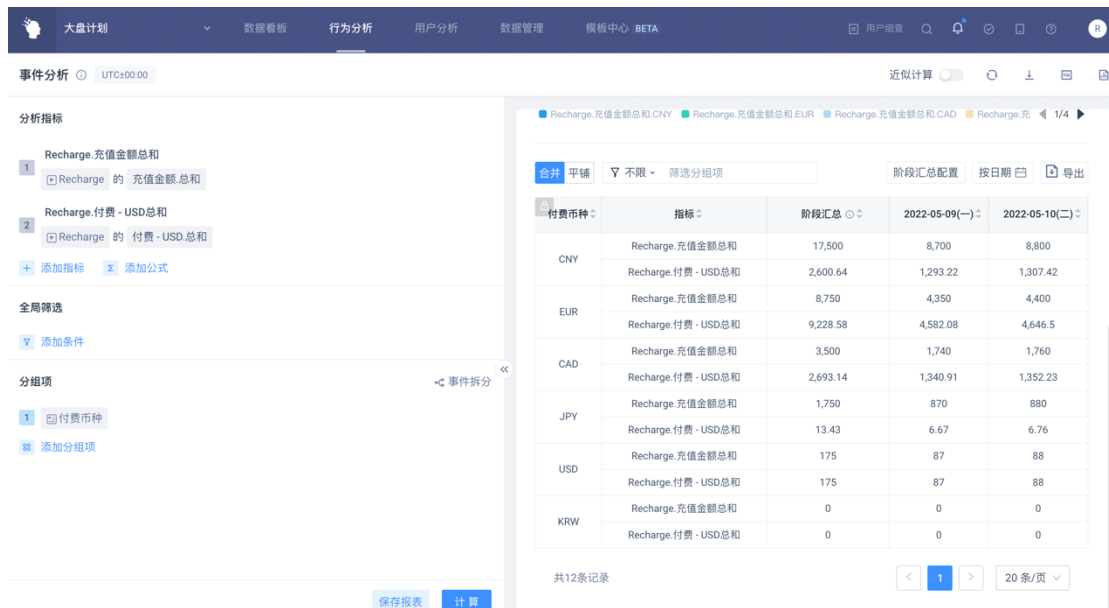 大盘计划 数据看板 行为分析 用户分析 数据管理 模板中心 BETA 用户细查 R
事件分析 UTC±00:00 近似计算
分析指标
1 Recharge.充值金额总和
Recharge 的 充值金额.总和
2 Recharge.付费 - USD总和
Recharge 的 付费 - USD.总和
+ 添加指标 Σ 添加公式
全局筛选
添加条件
分组项 事件拆分
1 付费币种
添加分组项
保存报表 计算
Recharge.充值金额总和.CNY Recharge.充值金额总和.EUR Recharge.充值金额总和.CAD Recharge.充 1/4
合并 平铺 不限 筛选分组项 阶段汇总配置 按日期 导出
付费币种 指标 阶段汇总 2022-05-09(一) 2022-05-10(二)
CNY Recharge.充值金额总和 17,500 8,700 8,800
Recharge.付费 - USD总和 2,600.64 1,293.22 1,307.42
EUR Recharge.充值金额总和 8,750 4,350 4,400
Recharge.付费 - USD总和 9,228.58 4,582.08 4,646.5
CAD Recharge.充值金额总和 3,500 1,740 1,760
Recharge.付费 - USD总和 2,693.14 1,340.91 1,352.23
JPY Recharge.充值金额总和 1,750 870 880
Recharge.付费 - USD总和 13.43 6.67 6.76
USD Recharge.充值金额总和 175 87 88
Recharge.付费 - USD总和 175 87 88
KRW Recharge.充值金额总和 0 0 0
Recharge.付费 - USD总和 0 0 0
共12条记录 < 1 > 20 条/页